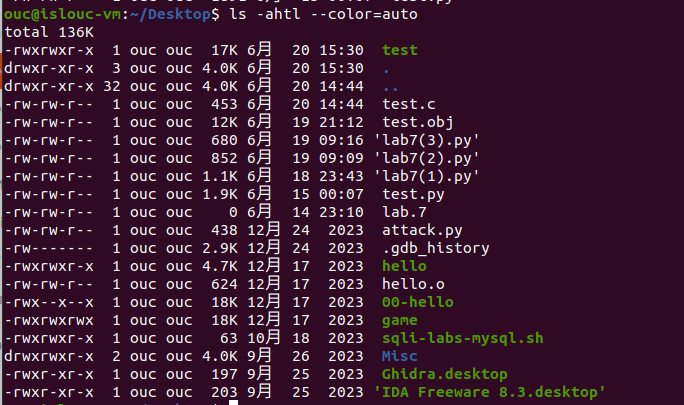 ouc@islouc-vm:~/Desktop$ ls -ahtl --color=auto
total 136K
-rwxrwxr-x  1 ouc ouc  17K 6月  20 15:30 test
drwxr-xr-x  3 ouc ouc 4.0K 6月  20 15:30 .
drwxr-xr-x 32 ouc ouc 4.0K 6月  20 14:44 ..
-rw-rw-r--  1 ouc ouc  453 6月  20 14:44 test.c
-rw-rw-r--  1 ouc ouc  12K 6月  19 21:12 test.obj
-rw-rw-r--  1 ouc ouc  680 6月  19 09:16 'lab7(3).py'
-rw-rw-r--  1 ouc ouc  852 6月  19 09:09 'lab7(2).py'
-rw-rw-r--  1 ouc ouc 1.1K 6月  18 23:43 'lab7(1).py'
-rw-rw-r--  1 ouc ouc 1.9K 6月  15 00:07 test.py
-rw-rw-r--  1 ouc ouc    0 6月  14 23:10 lab.7
-rw-rw-r--  1 ouc ouc  438 12月 24  2023 attack.py
-rw-------  1 ouc ouc 2.9K 12月 24  2023 .gdb_history
-rwxrwxr-x  1 ouc ouc 4.7K 12月 17  2023 hello
-rw-rw-r--  1 ouc ouc  624 12月 17  2023 hello.o
-rwx--x--x  1 ouc ouc  18K 12月 17  2023 00-hello
-rwxrwxrwx  1 ouc ouc  18K 12月 17  2023 game
-rwxrwxr-x  1 ouc ouc   63 10月 18  2023 sqli-labs-mysql.sh
drwxrwxr-x  2 ouc ouc 4.0K 9月  26  2023 Misc
-rwxr-xr-x  1 ouc ouc  197 9月  25  2023 Ghidra.desktop
-rwxr-xr-x  1 ouc ouc  203 9月  25  2023 'IDA Freeware 8.3.desktop'